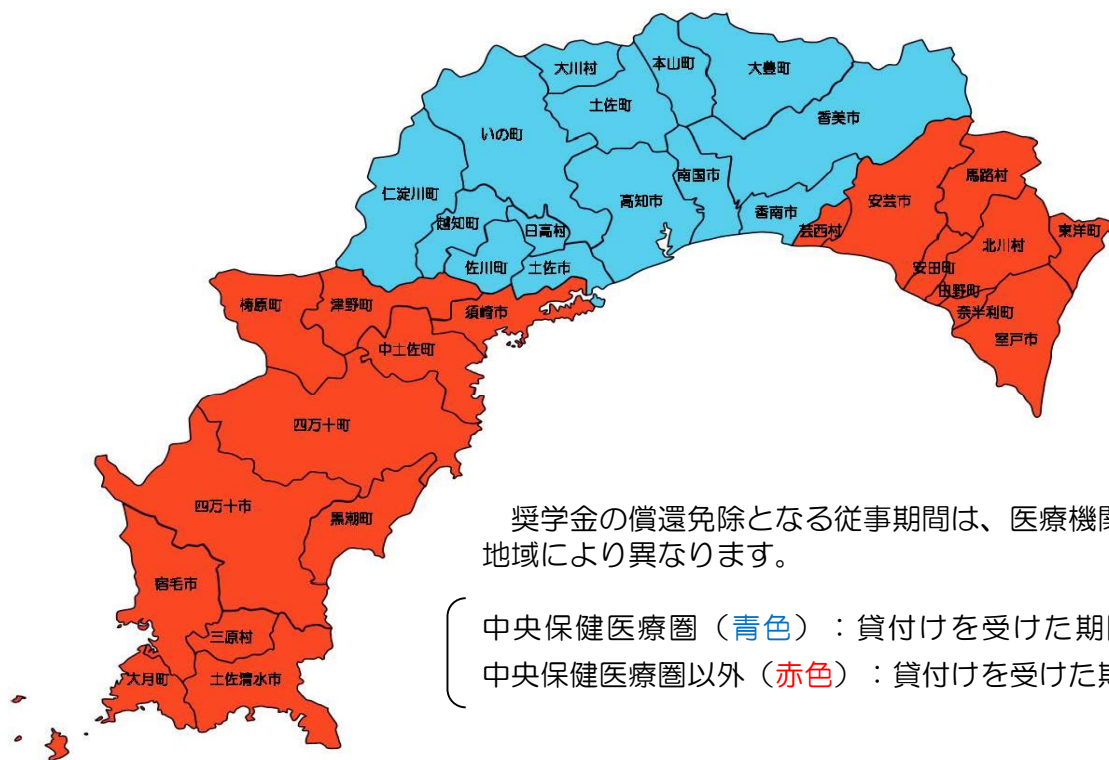 大川村
本山町
大豊町
土佐町
いの町
香美市
仁淀川町
高知市
南国市
越知町
日高村
香南市
佐川町
土佐市
安芸市
馬路村
芸西村
北川村
東洋町
安田町
田野町
奈半利町
室戸市
梼原町
津野町
須崎市
中土佐町
四万十町
四万十市
黒潮町
宿毛市
三原村
大月町
土佐清水市
奨学金の償還免除となる従事期間は、医療機関
地域により異なります。
中央保健医療圏（青色）：貸付けを受けた期
中央保健医療圏以外（赤色）：貸付けを受けた